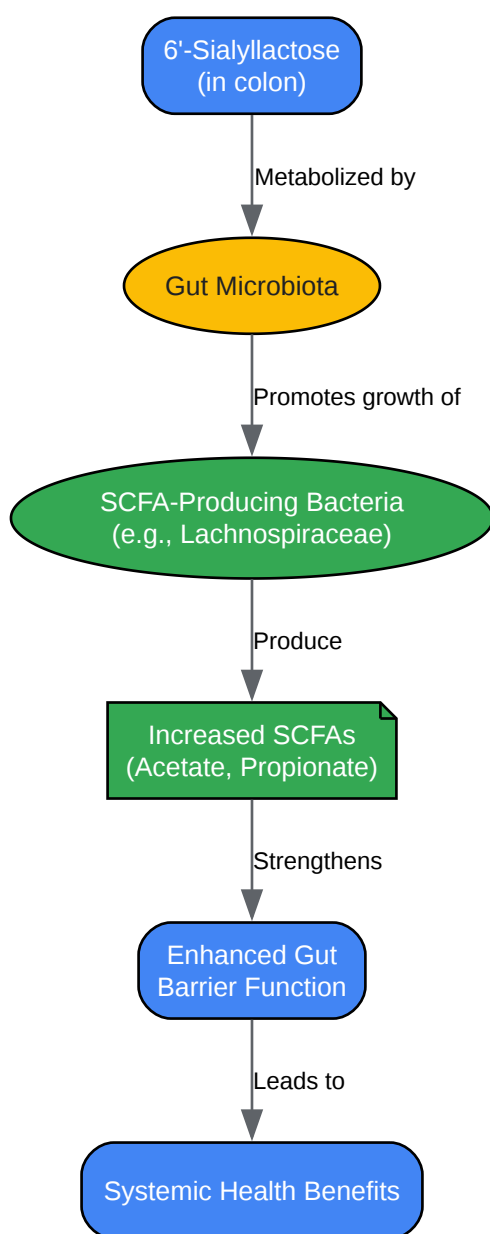 6'-Sialyllactose
(in colon)
Metabolized by
Gut Microbiota
Promotes growth of
SCFA-Producing Bacteria
(e.g., Lachnospiraceae)
Produce
Increased SCFAs
(Acetate, Propionate)
Strengthens
Enhanced Gut
Barrier Function
Leads to
Systemic Health Benefits